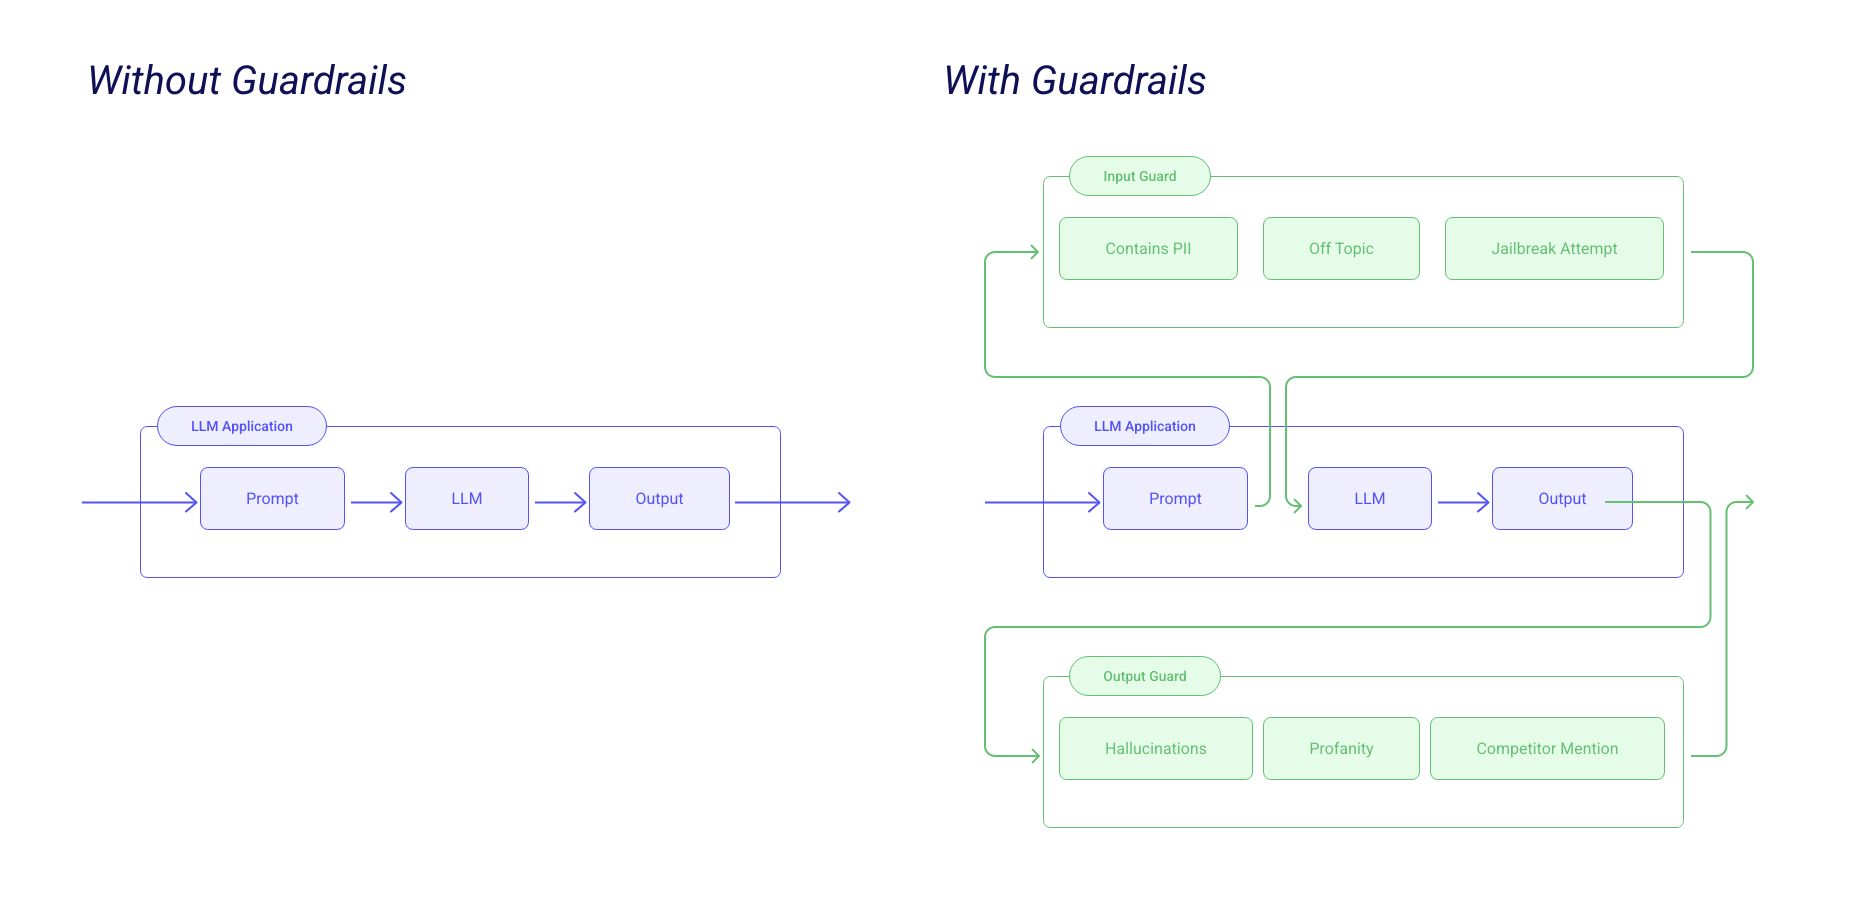 Without Guardrails
LLM Application
Prompt
LLM
Output
With Guardrails
Input Guard
Contains PII
Off Topic
Jailbreak Attempt
LLM Application
Prompt
LLM
Output
Output Guard
Hallucinations
Profanity
Competitor Mention